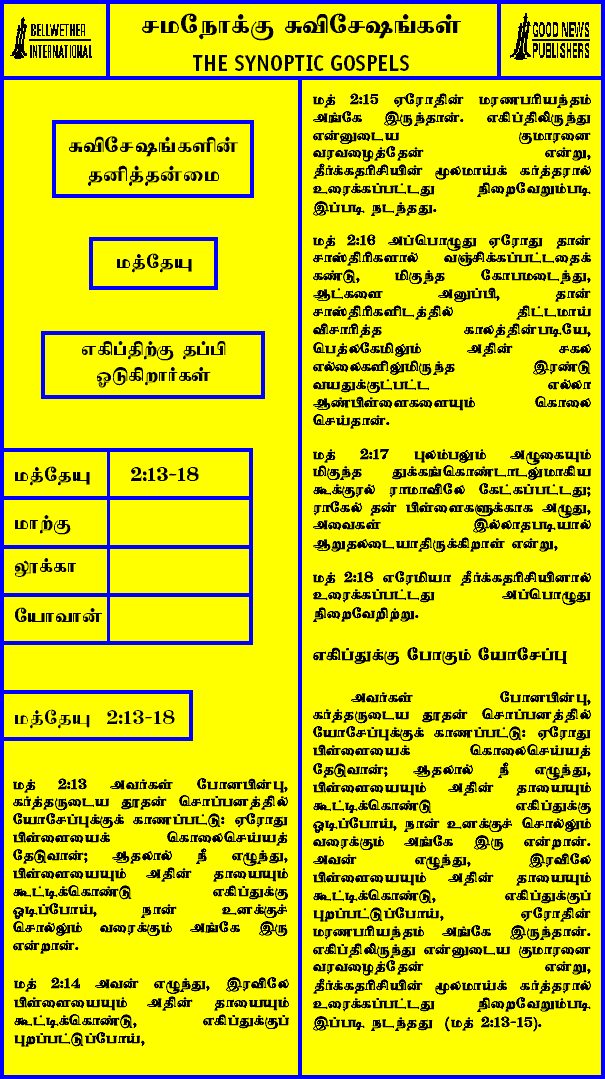 BELLWETHER
INTERNATIONAL
சமநோக்கு சுவிசேஷங்கள்
THE SYNOPTIC GOSPELS
GOOD NEWS
PUBLISHERS
சுவிசேஷங்களின்
தனித்தன்மை
மத்தேயு
எகிப்திற்கு தப்பி
ஓடுகிறார்கள்
மத்தேயு 2:13-18
மாற்கு
லூக்கா
யோவான்
மத்தேயு 2:13-18
மத் 2:13 அவர்கள் போனபின்பு,
கர்த்தருடைய தூதன் சொப்பனத்தில்
யோசேப்புக்குக் காணப்பட்டு: ஏரோது
பிள்ளையைக் கொலைசெய்யத்
தேடுவான்; ஆதலால் நீ எழுந்து,
பிள்ளையையும் அதின் தாயையும்
கூட்டிக்கொண்டு எகிப்துக்கு
ஓடிப்போய், நான் உனக்குச்
சொல்லும் வரைக்கும் அங்கே இரு
என்றான்.
மத் 2:14 அவன் எழுந்து, இரவிலே
பிள்ளையையும் அதின் தாயையும்
கூட்டிக்கொண்டு, எகிப்துக்குப்
புறப்பட்டுப்போய்,
மத் 2:15 ஏரோதின் மரணபரியந்தம்
அங்கே இருந்தான். எகிப்திலிருந்து
என்னுடைய குமாரனை
வரவழைத்தேன் என்று,
தீர்க்கதரிசியின் மூலமாய்க் கர்த்தரால்
உரைக்கப்பட்டது நிறைவேறும்படி
இப்படி நடந்தது.
மத் 2:16 அப்பொழுது ஏரோது தான்
சாஸ்திரிகளால் வஞ்சிக்கப்பட்டதைக்
கண்டு, மிகுந்த கோபமடைந்து,
ஆட்களை அனுப்பி, தான்
சாஸ்திரிகளிடத்தில் திட்டமாய்
விசாரித்த காலத்தின்படியே,
பெத்லகேமிலும் அதின் சகல
எல்லைகளிலுமிருந்த இரண்டு
வயதுக்குட்பட்ட எல்லா
ஆண்பிள்ளைகளையும் கொலை
செய்தான்.
மத் 2:17 புலம்பலும் அழுகையும்
மிகுந்த துக்கங்கொண்டாடலுமாகிய
கூக்குரல் ராமாவிலே கேட்கப்பட்டது;
ராகேல் தன் பிள்ளைகளுக்காக அழுது,
அவைகள் இல்லாதபடியால்
ஆறுதலடையாதிருக்கிறாள் என்று,
மத் 2:18 எரேமியா தீர்க்கதரிசியினால்
உரைக்கப்பட்டது அப்பொழுது
நிறைவேறிற்று.
எகிப்துக்கு போகும் யோசேப்பு
அவர்கள் போனபின்பு,
கர்த்தருடைய தூதன் சொப்பனத்தில்
யோசேப்புக்குக் காணப்பட்டு: ஏரோது
பிள்ளையைக் கொலைசெய்யத்
தேடுவான்; ஆதலால் நீ எழுந்து,
பிள்ளையையும் அதின் தாயையும்
கூட்டிக்கொண்டு எகிப்துக்கு
ஓடிப்போய், நான் உனக்குச் சொல்லும்
வரைக்கும் அங்கே இரு என்றான்.
அவன் எழுந்து, இரவிலே
பிள்ளையையும் அதின் தாயையும்
கூட்டிக்கொண்டு, எகிப்துக்குப்
புறப்பட்டுப்போய், ஏரோதின்
மரணபரியந்தம் அங்கே இருந்தான்.
எகிப்திலிருந்து என்னுடைய குமாரனை
வரவழைத்தேன் என்று,
தீர்க்கதரிசியின் மூலமாய்க் கர்த்தரால்
உரைக்கப்பட்டது நிறைவேறும்படி
இப்படி நடந்தது (மத் 2:13-15).